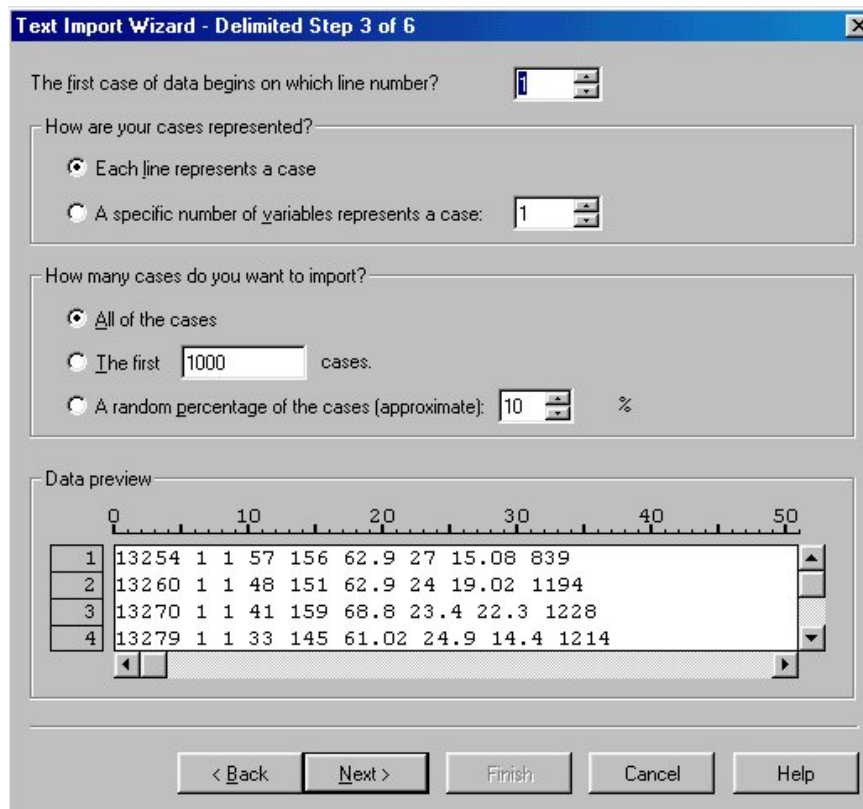 Text Import Wizard - Delimited Step 3 of 6
The first case of data begins on which line number? 1
How are your cases represented?
Each line represents a case
A specific number of variables represents a case: 1
How many cases do you want to import?
All of the cases
The first 1000 cases.
A random percentage of the cases (approximate): 10 %
Data preview
0 10 20 30 40 50
1 13254 1 1 57 156 62.9 27 15.08 839
2 13260 1 1 48 151 62.9 24 19.02 1194
3 13270 1 1 41 159 68.8 23.4 22.3 1228
4 13279 1 1 33 145 61.02 24.9 14.4 1214
< Back Next > Finish Cancel Help